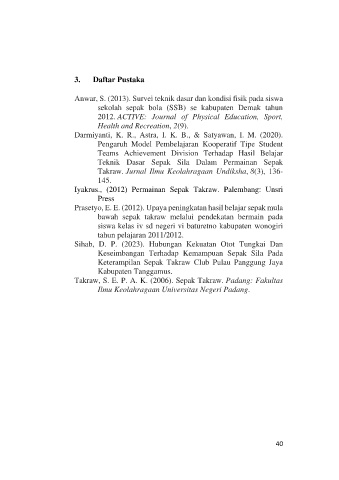 3. Daftar Pustaka
Anwar, S. (2013). Survei teknik dasar dan kondisi fisik pada siswa
sekolah sepak bola (SSB) se kabupaten Demak tahun
2012. ACTIVE: Journal of Physical Education, Sport,
Health and Recreation, 2(9).
Darmiyanti, K. R., Astra, I. K. B., & Satyawan, I. M. (2020).
Pengaruh Model Pembelajaran Kooperatif Tipe Student
Teams Achievement Division Terhadap Hasil Belajar
Teknik Dasar Sepak Sila Dalam Permainan Sepak
Takraw. Jurnal Ilmu Keolahragaan Undiksha, 8(3), 136-
145.
Iyakrus., (2012) Permainan Sepak Takraw. Palembang: Unsri
Press
Prasetyo, E. E. (2012). Upaya peningkatan hasil belajar sepak mula
bawah sepak takraw melalui pendekatan bermain pada
siswa kelas iv sd negeri vi baturetno kabupaten wonogiri
tahun pelajaran 2011/2012.
Sihab, D. P. (2023). Hubungan Kekuatan Otot Tungkai Dan
Keseimbangan Terhadap Kemampuan Sepak Sila Pada
Keterampilan Sepak Takraw Club Pulau Panggung Jaya
Kabupaten Tanggamus.
Takraw, S. E. P. A. K. (2006). Sepak Takraw. Padang: Fakultas
Ilmu Keolahragaan Universitas Negeri Padang.
40